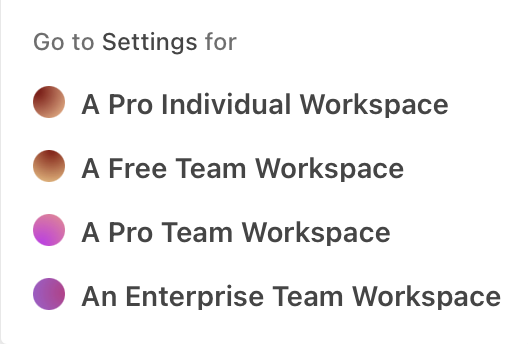 Go to Settings for
A Pro Individual Workspace
A Free Team Workspace
A Pro Team Workspace
An Enterprise Team Workspace